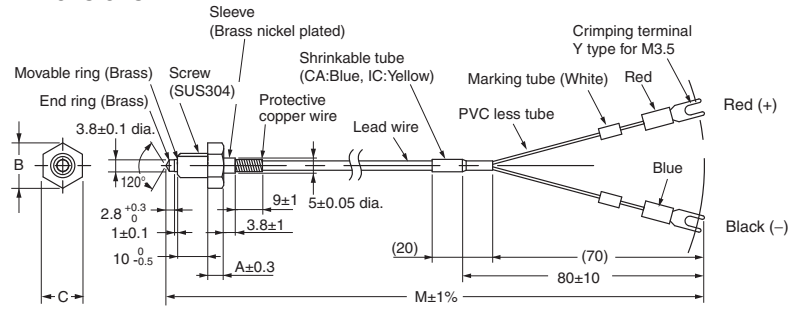 Sleeve
(Brass nickel plated)
Crimping terminal
Y type for M3.5
Shrinkable tube
(CA:Blue, IC:Yellow)
Movable ring (Brass)
Screw
(SUS304)
Marking tube (White)
Red
End ring (Brass)
Protective
copper wire
Red (+)
PVC less tube
3.8±0.1 dia.
Lead wire
B
120°
Blue
9±1
5±0.05 dia.
2.8 +0.3 0
3.8±1
Black (–)
1±0.1
(20)
(70)
10 0 -0.5
A±0.3
80±10
C
M±1%